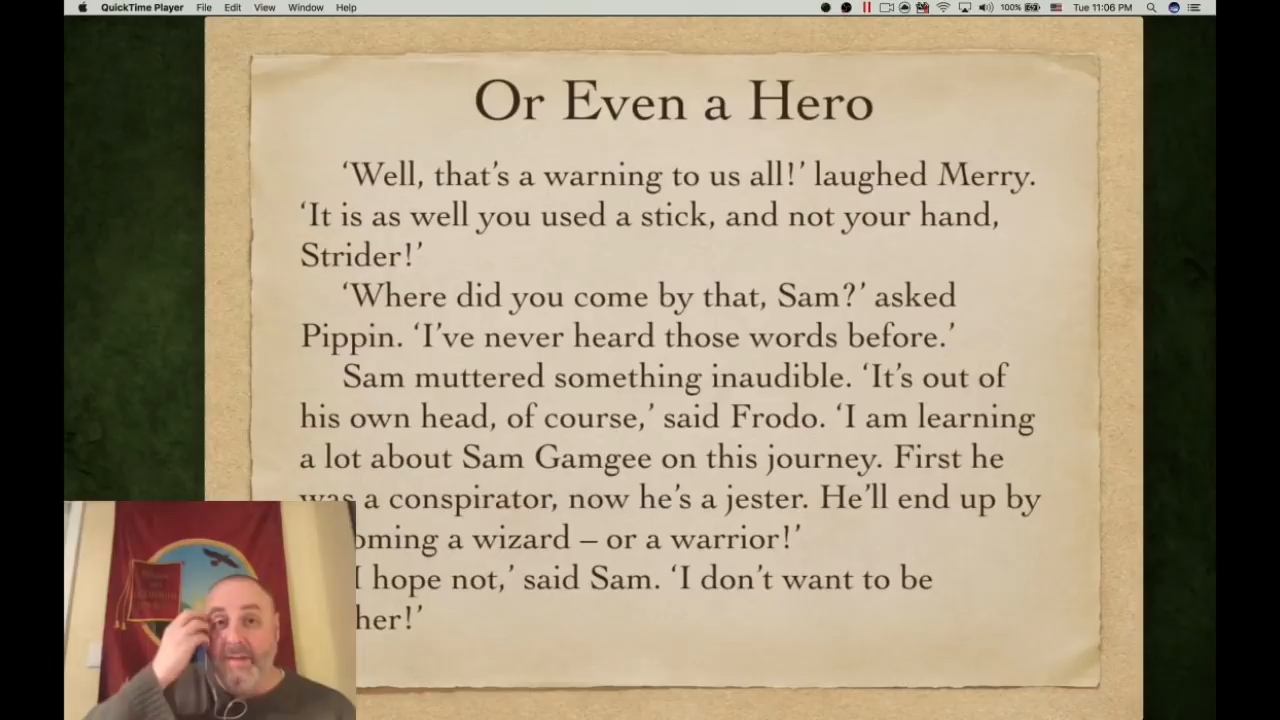 QuickTime Player File Edit View Window Help 100% Tue 11:06 PM
Or Even a Hero
‘Well, that’s a warning to us all!’ laughed Merry.
‘It is as well you used a stick, and not your hand,
Strider!’
‘Where did you come by that, Sam?’ asked
Pippin. ‘I’ve never heard those words before.’
Sam muttered something inaudible. ‘It’s out of
his own head, of course,’ said Frodo. ‘I am learning
a lot about Sam Gamgee on this journey. First he
was a conspirator, now he’s a jester. He’ll end up by
oming a wizard – or a warrior!’
I hope not,’ said Sam. ‘I don’t want to be
her!’